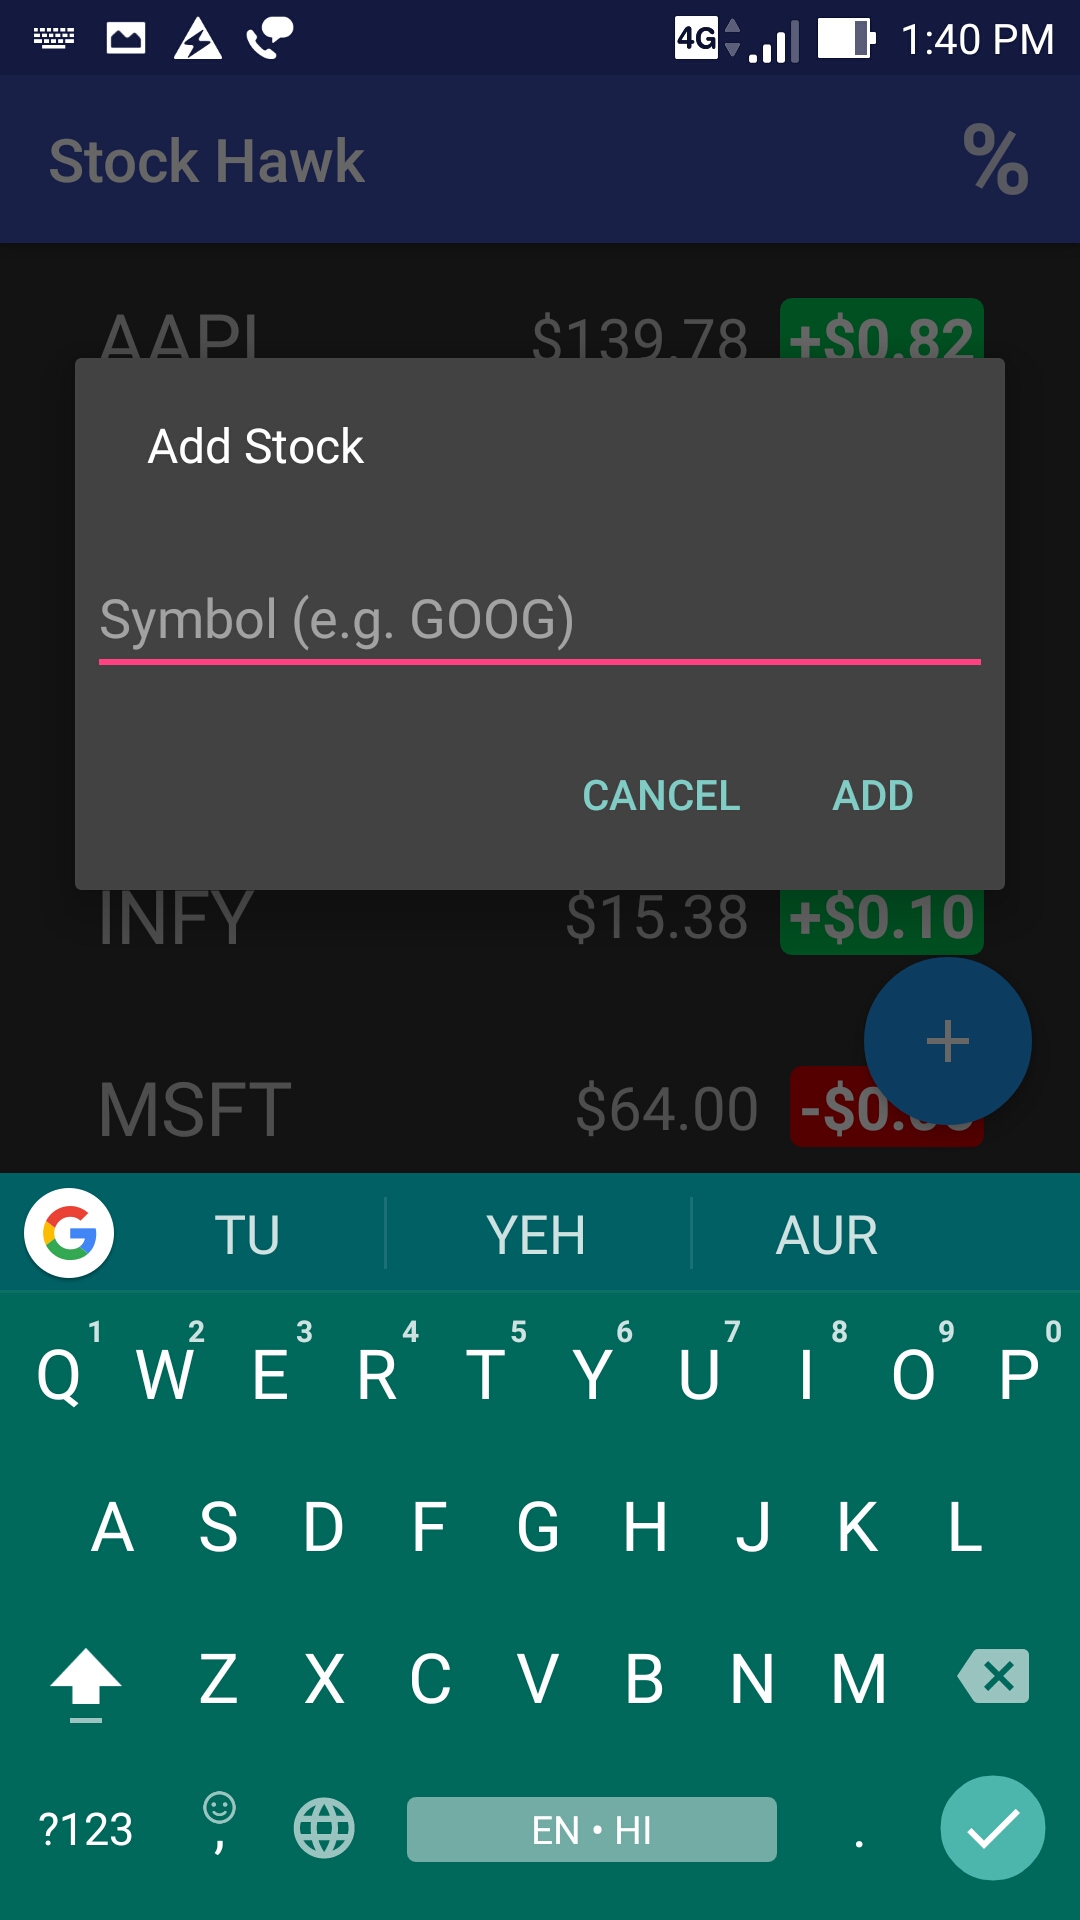 4G 1:40 PM
Stock Hawk %
AAPL $139.78 +$0.82
Add Stock
Symbol (e.g. GOOG)
CANCEL ADD
INFY $15.38 +$0.10
MSFT $64.00
G TU YEH AUR
1 2 3 4 5 6 7 8 9 0
Q W E R T Y U I O P
A S D F G H J K L
Z X C V B N M
?123 , EN • HI .